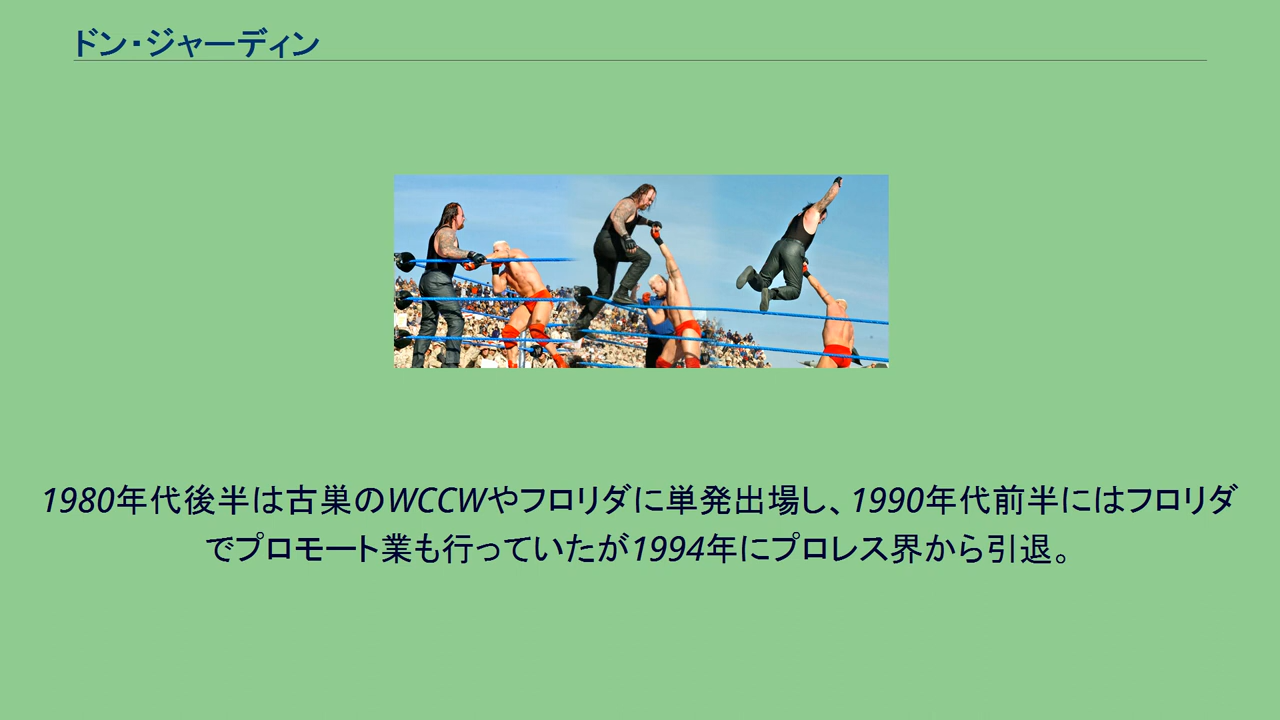 ドン・ジャーディン
1980年代後半は古巣のWCCWやフロリダに単発出場し、1990年代前半にはフロリダ
でプロモート業も行っていたが1994年にプロレス界から引退。